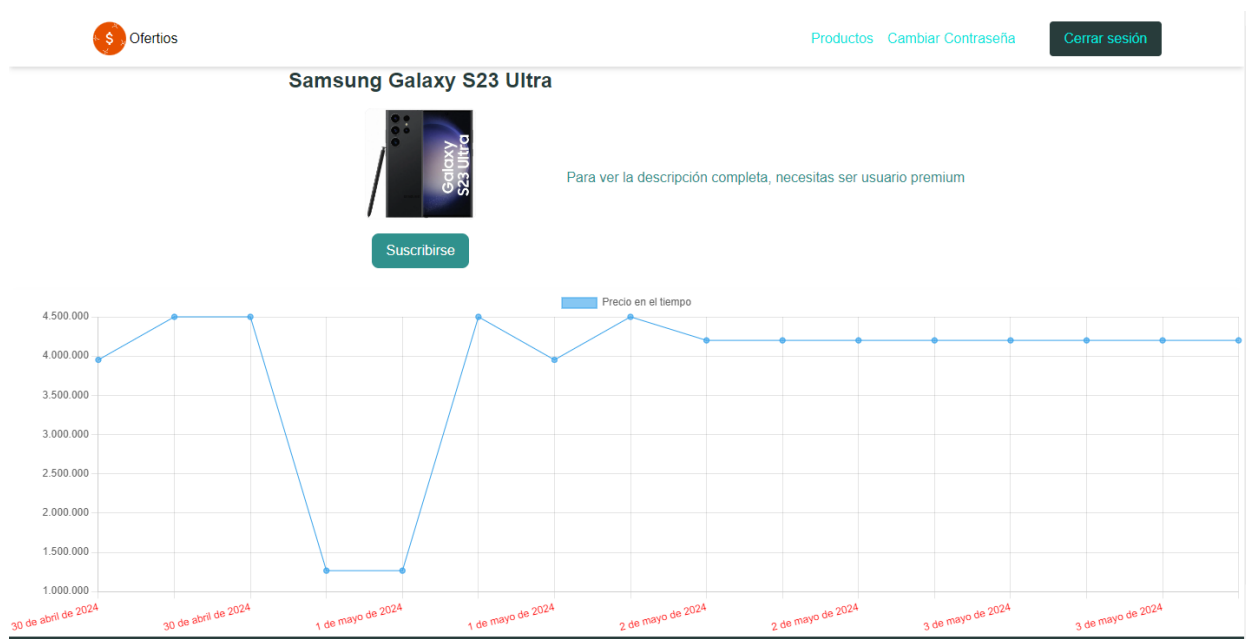 Ofertios
Productos Cambiar Contraseña Cerrar sesión
Samsung Galaxy S23 Ultra
Galaxy
S23 Ultra
Para ver la descripción completa, necesitas ser usuario premium
Suscribirse
Precio en el tiempo
4.500.000
4.000.000
3.500.000
3.000.000
2.500.000
2.000.000
1.500.000
1.000.000
30 de abril de 2024
30 de abril de 2024
1 de mayo de 2024
1 de mayo de 2024
2 de mayo de 2024
2 de mayo de 2024
3 de mayo de 2024
3 de mayo de 2024